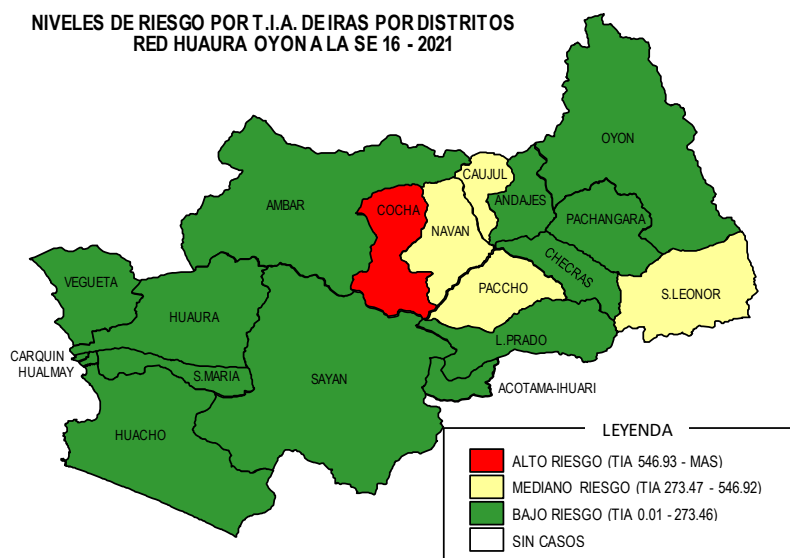 NIVELES DE RIESGO POR T.I.A. DE IRAS POR DISTRITOS
RED HUAURA OYON A LA SE 16 - 2021
OYON
CAUJUL
ANDAJES
AMBAR
COCHA
NAVAN
PACHANGARA
CHECRAS
VEGUETA
PACCHO
S.LEONOR
HUAURA
L.PRADO
CARQUIN
HUALMAY
S.MARIA
SAYAN
ACOTAMA-IHUARI
HUACHO
LEYENDA
ALTO RIESGO (TIA 546.93 - MAS)
MEDIANO RIESGO (TIA 273.47 - 546.92)
BAJO RIESGO (TIA 0.01 - 273.46)
SIN CASOS